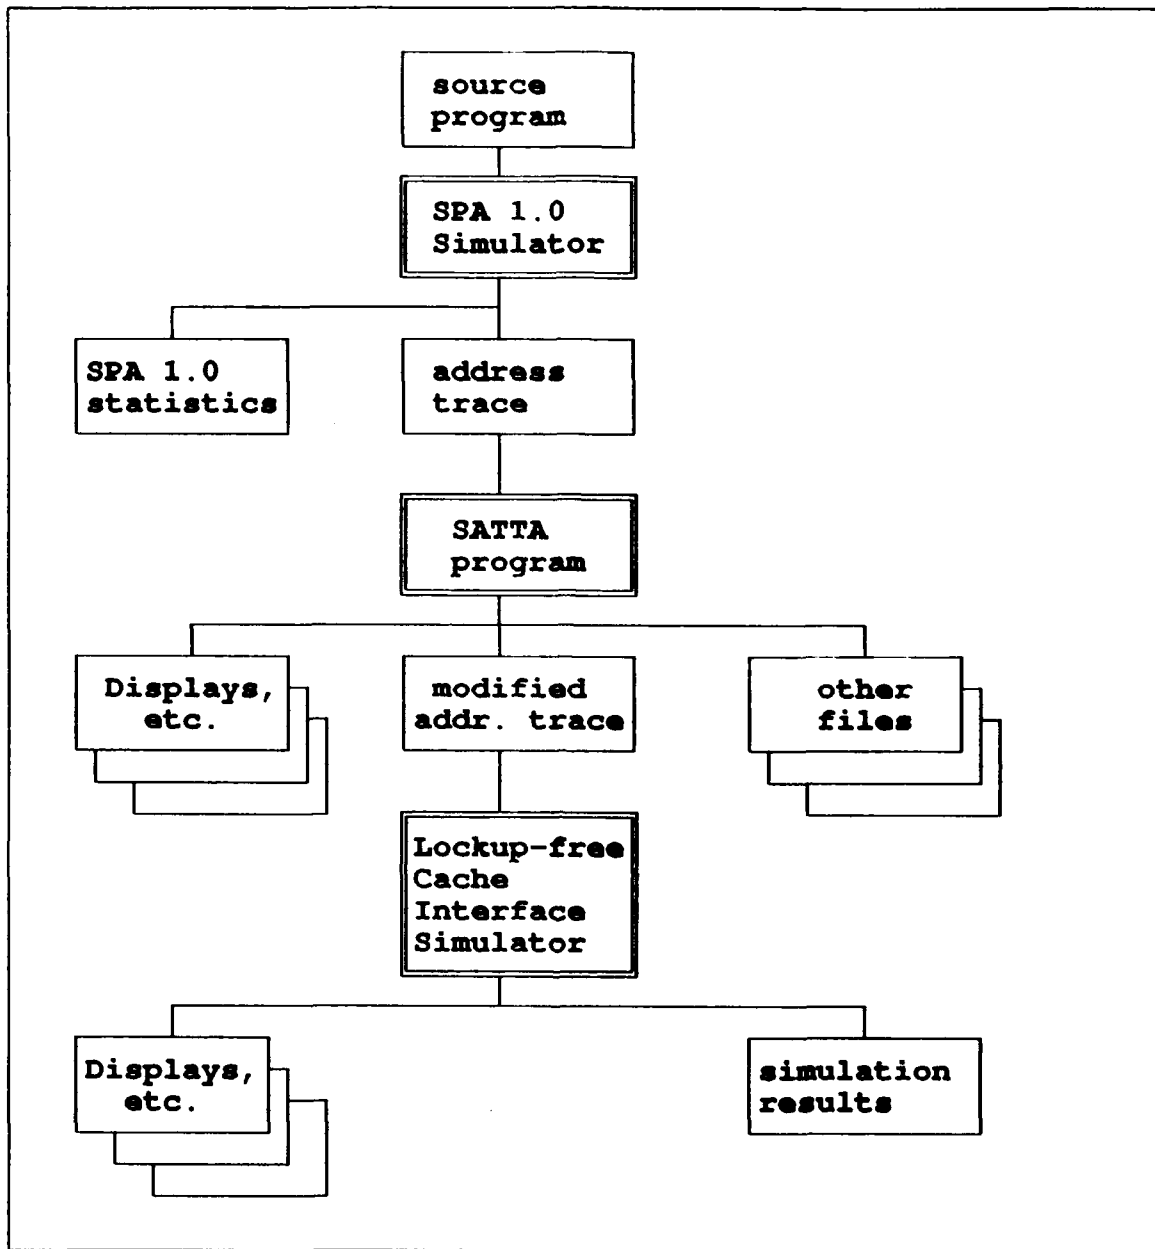 source
program
SPA 1.0
Simulator
SPA 1.0
statistics
address
trace
SATTA
program
Displays,
etc.
modified
addr. trace
other
files
Lockup-free
Cache
Interface
Simulator
Displays,
etc.
simulation
results